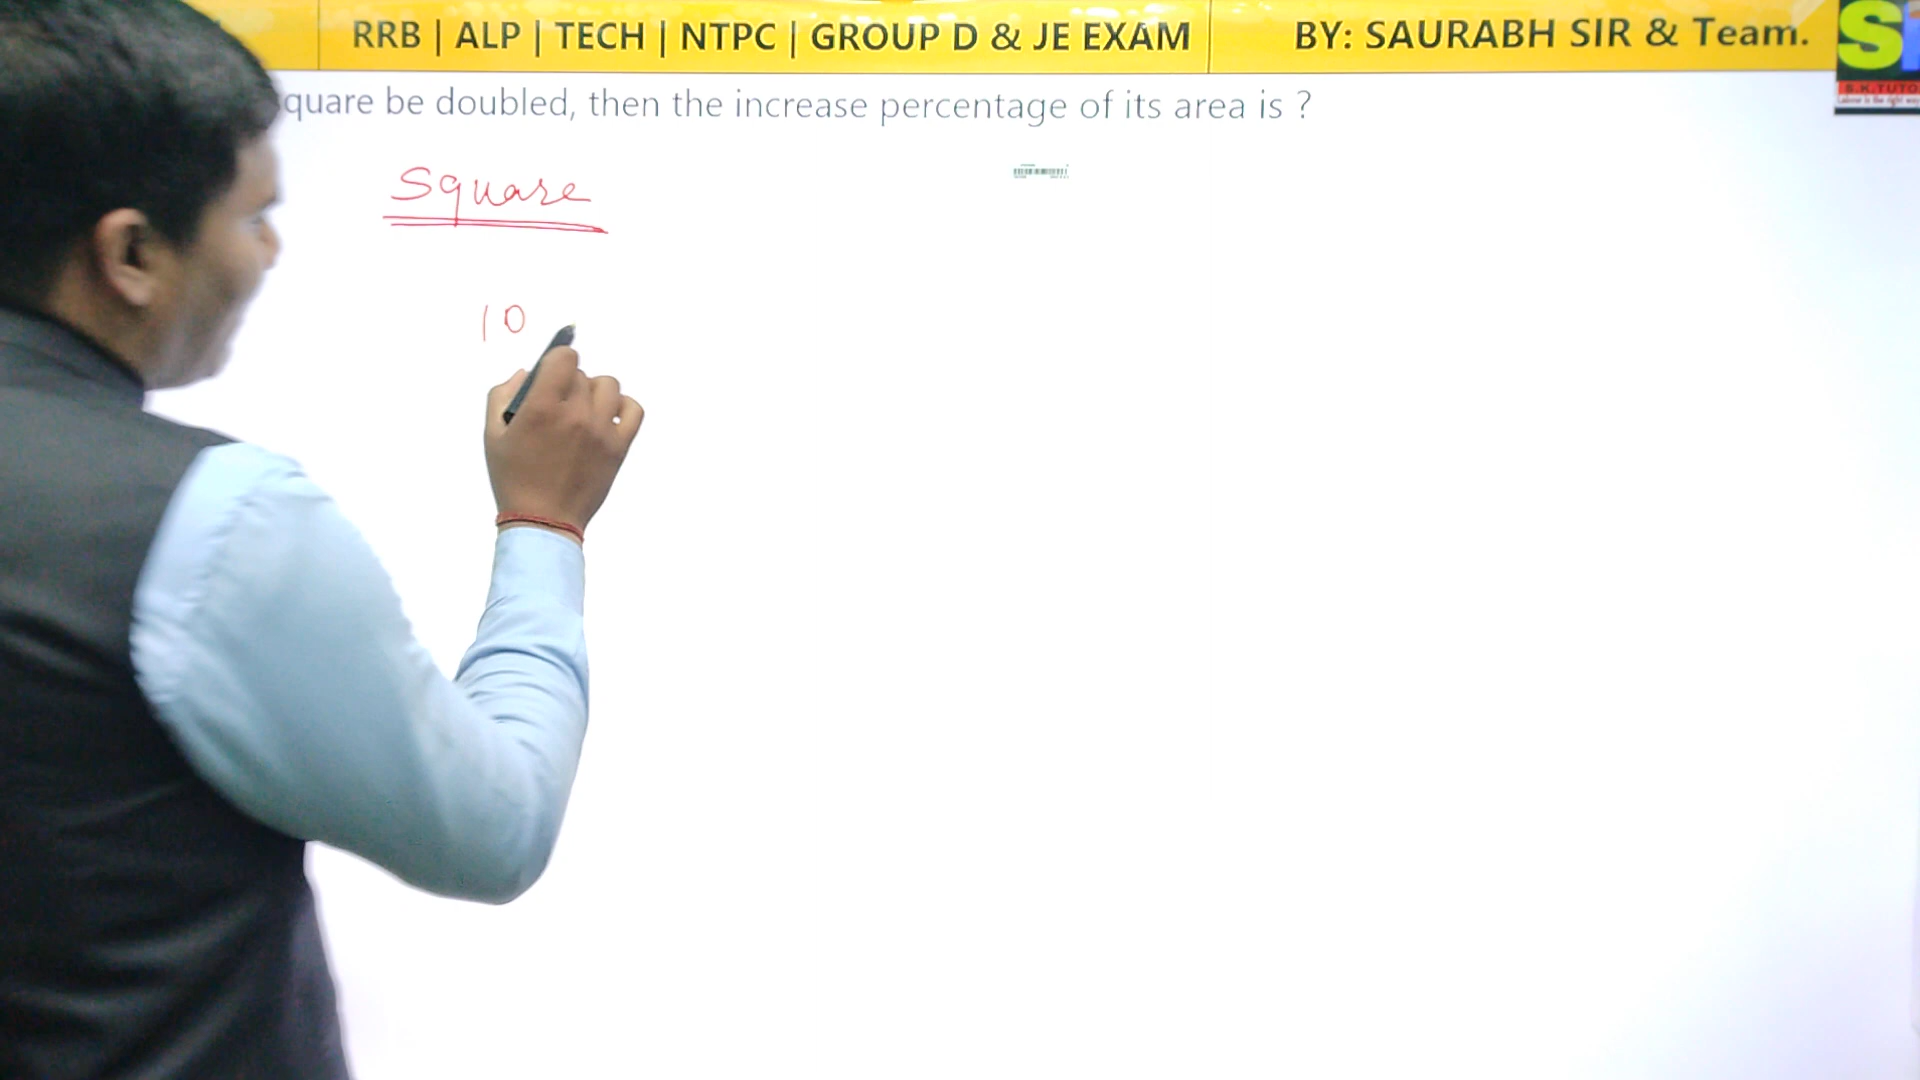 RRB | ALP | TECH | NTPC | GROUP D & JE EXAM BY: SAURABH SIR & Team.
quare be doubled, then the increase percentage of its area is ?
Square
10